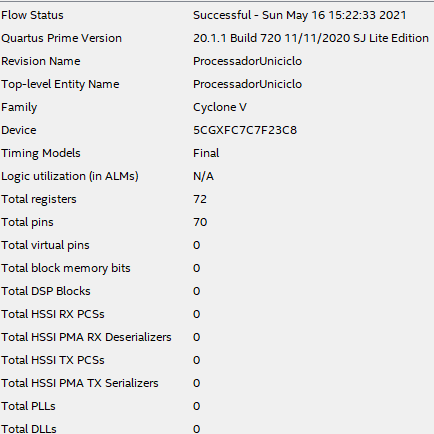 Flow Status Successful - Sun May 16 15:22:33 2021
Quartus Prime Version 20.1.1 Build 720 11/11/2020 SJ Lite Edition
Revision Name ProcessadorUniciclo
Top-level Entity Name ProcessadorUniciclo
Family Cyclone V
Device 5CGXFC7C7F23C8
Timing Models Final
Logic utilization (in ALMs) N/A
Total registers 72
Total pins 70
Total virtual pins 0
Total block memory bits 0
Total DSP Blocks 0
Total HSSI RX PCSs 0
Total HSSI PMA RX Deserializers 0
Total HSSI TX PCSs 0
Total HSSI PMA TX Serializers 0
Total PLLs 0
Total DLLs 0